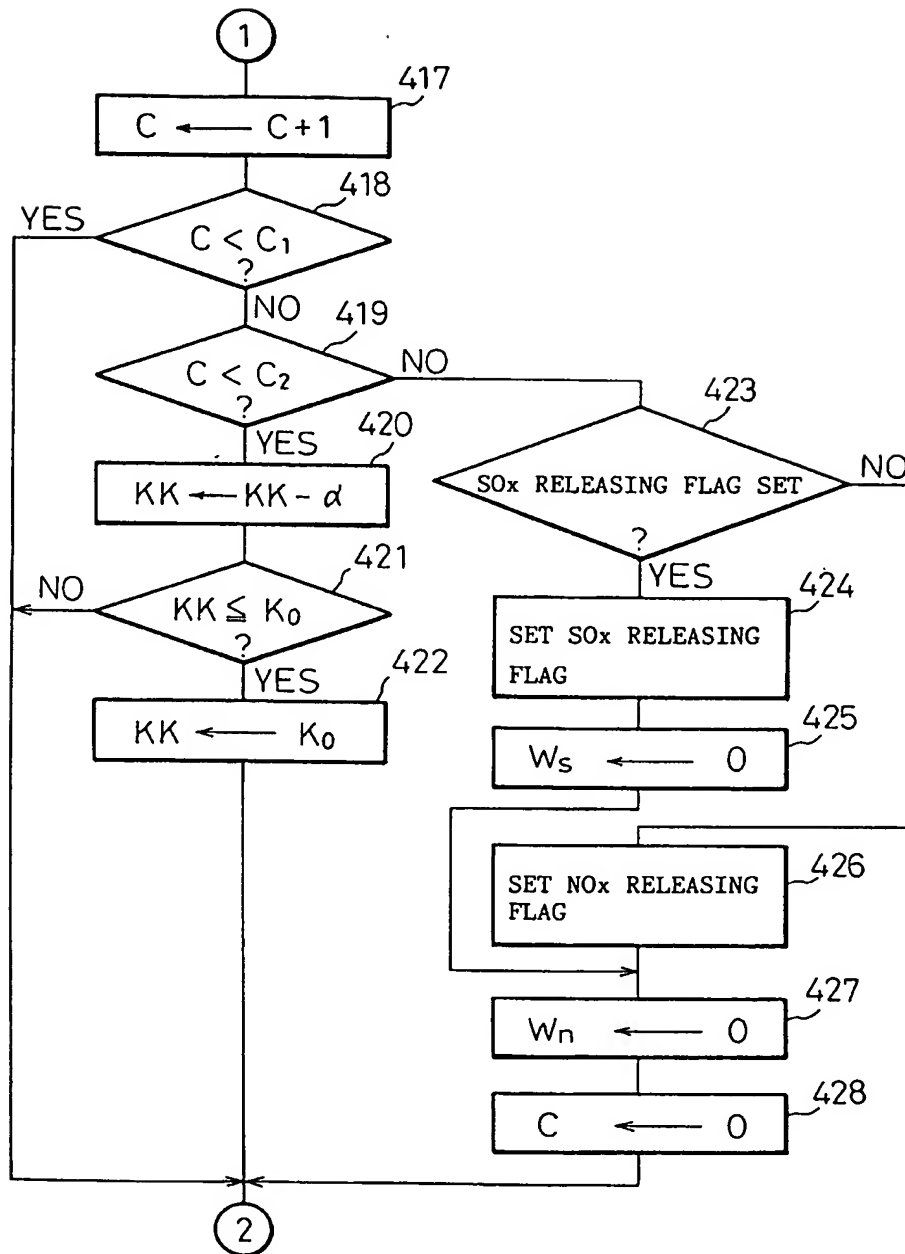 1
417
C ← C+1
418
YES
C < C₁
?
NO
419
NO
C < C₂
?
YES
420
423
KK ← KK - α
SOx RELEASING FLAG SET
?
NO
YES
421
NO
KK ≦ K₀
?
YES
424
SET SOx RELEASING
FLAG
422
KK ← K₀
425
Ws ← 0
426
SET NOx RELEASING
FLAG
427
Wn ← 0
428
C ← 0
2